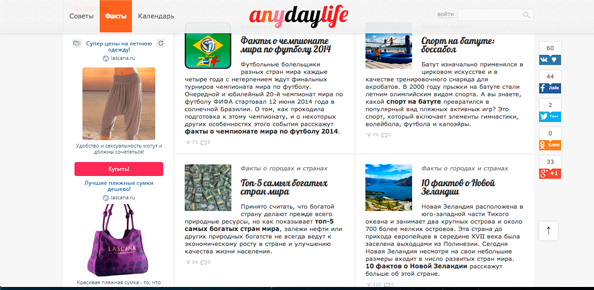 Советы
Факты
Календарь
anydaylife
войти
Супер цены на летнюю
одежду!
lascana.ru
Удобство и сексуальность могут и
должны сочетаться!
Купить!
Лучшие пляжные сумки
дешево!
lascana.ru
LASCANA
Красивая пляжная сумка - то, что
Факты о чемпионате
мира по футболу 2014
Футбольные болельщики
разных стран мира каждые
четыре года с нетерпением ждут финальных
турниров чемпионата мира по футболу.
Очередной и юбилейный 20-й чемпионат мира по
футболу ФИФА стартовал 12 июня 2014 года в
солнечной Бразилии. О том, как проходила
подготовка к этому чемпионату, и о некоторых
других особенностях этого события расскажут
факты о чемпионате мира по футболу 2014.
Спорт на батуте:
боссабол
Батут изначально применялся в
цирковом искусстве и в
качестве тренировочного снаряда для
акробатов. В 2000 году прыжки на батуте стали
летним олимпийским видом спорта. А вы знаете,
какой спорт на батуте превратился в
популярный вид пляжных активных игр? Это
спорт, который включает элементы гимнастики,
волейбола, футбола и капоэйры.
Факты о городах и странах
Топ-5 самых богатых
стран мира
Принято считать, что богатой
страну делают прежде всего
природные ресурсы, но как показывает топ-5
самых богатых стран мира, залежи нефти или
других природных богатств не всегда ведут к
экономическому росту в стране и улучшению
качества жизни населения.
Факты о городах и странах
10 фактов о Новой
Зеландии
Новая Зеландия расположена в
юго-западной части Тихого
океана и занимает два крупных острова и около
700 более мелких островов. Эта страна до
прихода европейцев в середине XVII века была
заселена выходцами из Полинезии. Сегодня
Новая Зеландия несмотря на свои небольшие
размеры входит в число развитых стран мира.
10 фактов о Новой Зеландии расскажут
больше об этой стране.
60
44
Лайк
2
Твит
0
Класс
33
+1